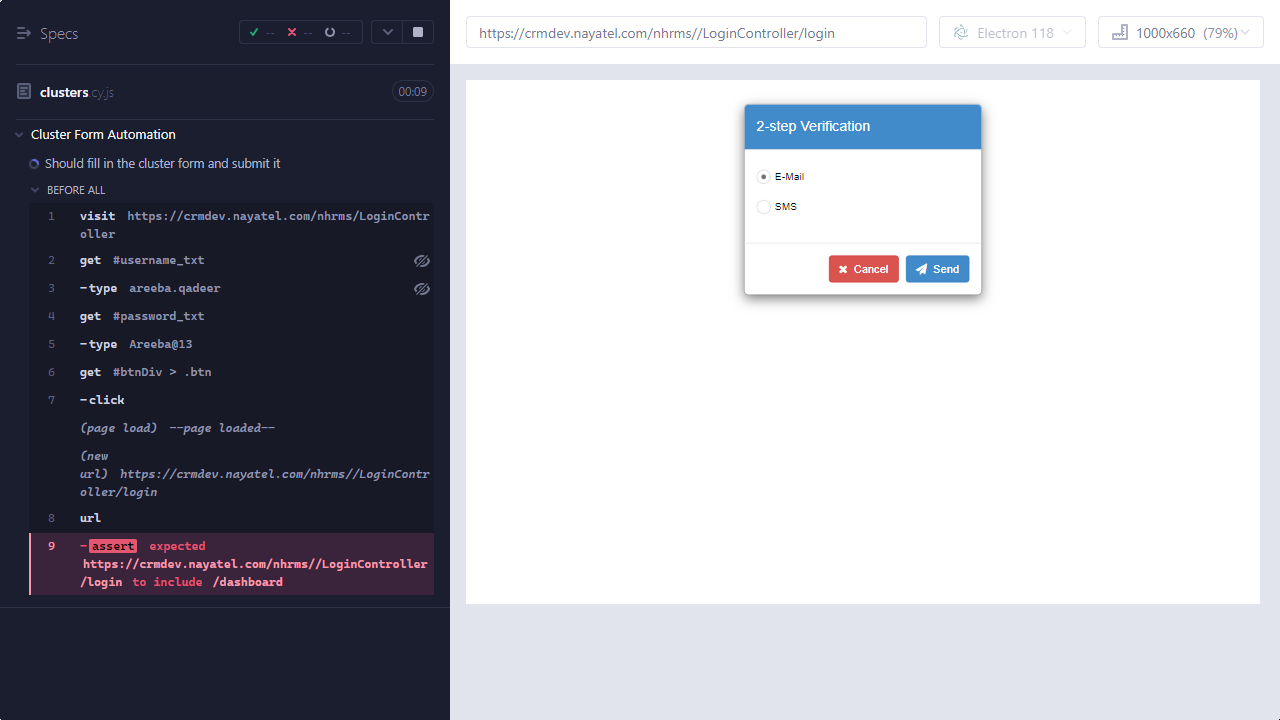 Specs
-- -- --
clusters.cy.js 00:09
Cluster Form Automation
Should fill in the cluster form and submit it
BEFORE ALL
1 visit https://crmdev.nayatel.com/nhrms/LoginContr
oller
2 get #username_txt
3 -type areeba.qadeer
4 get #password_txt
5 -type Areeba@13
6 get #btnDiv > .btn
7 -click
(page load) --page loaded--
(new
url) https://crmdev.nayatel.com/nhrms//LoginContr
oller/login
8 url
9 -assert expected
https://crmdev.nayatel.com/nhrms//LoginController
/login to include /dashboard
https://crmdev.nayatel.com/nhrms//LoginController/login
Electron 118
1000x660 (79%)
2-step Verification
E-Mail
SMS
Cancel
Send